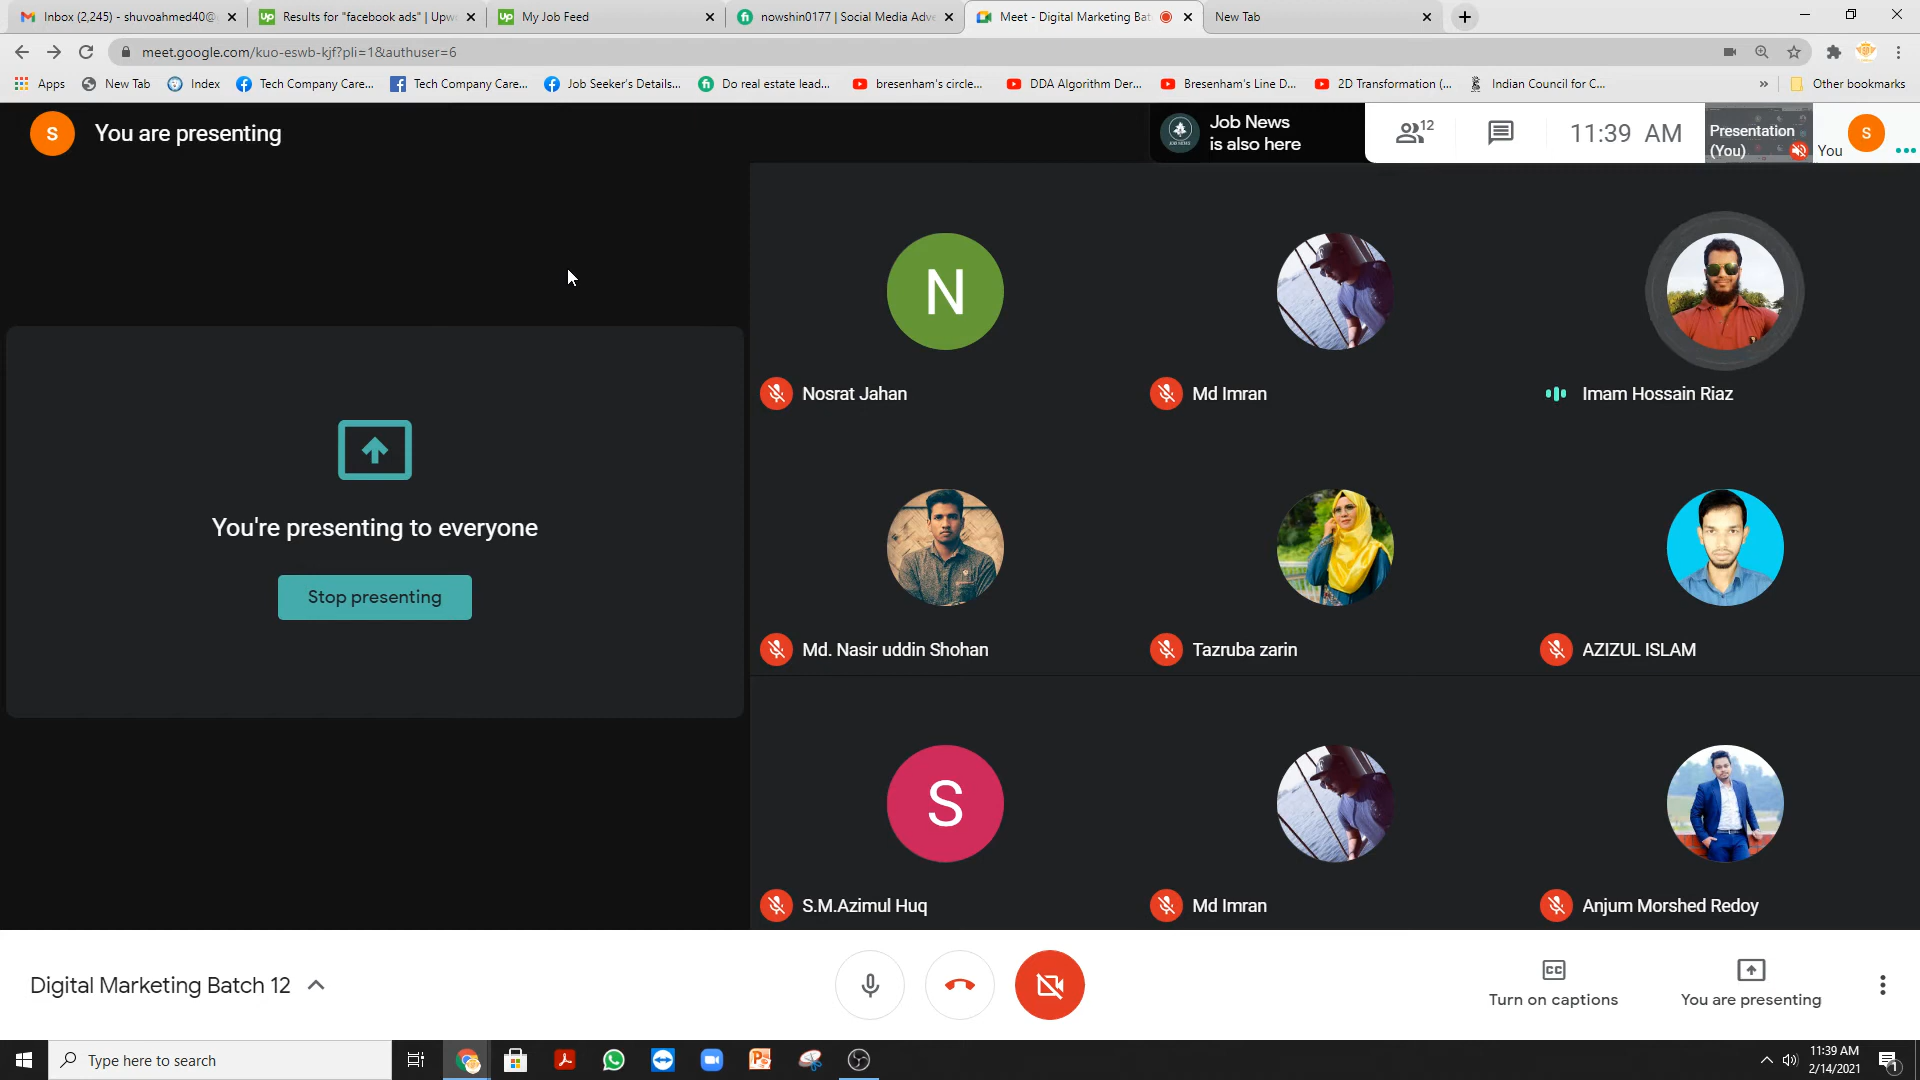 Inbox (2,245) - shuvoahmed40@
Results for "facebook ads" | Upw
My Job Feed
nowshin0177 | Social Media Adve
Meet - Digital Marketing Bat
New Tab
meet.google.com/kuo-eswb-kjf?pli=1&authuser=6
Apps
New Tab
Index
Tech Company Care...
Tech Company Care...
Job Seeker's Details...
Do real estate lead...
bresenham's circle...
DDA Algorithm Der...
Bresenham's Line D...
2D Transformation (...
Indian Council for C...
»
Other bookmarks
S
You are presenting
Job News
is also here
12
11:39 AM
Presentation
(You)
You
S
You're presenting to everyone
Stop presenting
N
Nosrat Jahan
Md Imran
Imam Hossain Riaz
Md. Nasir uddin Shohan
Tazruba zarin
AZIZUL ISLAM
S
S.M.Azimul Huq
Md Imran
Anjum Morshed Redoy
Digital Marketing Batch 12
CC
Turn on captions
You are presenting
Type here to search
11:39 AM
2/14/2021
1